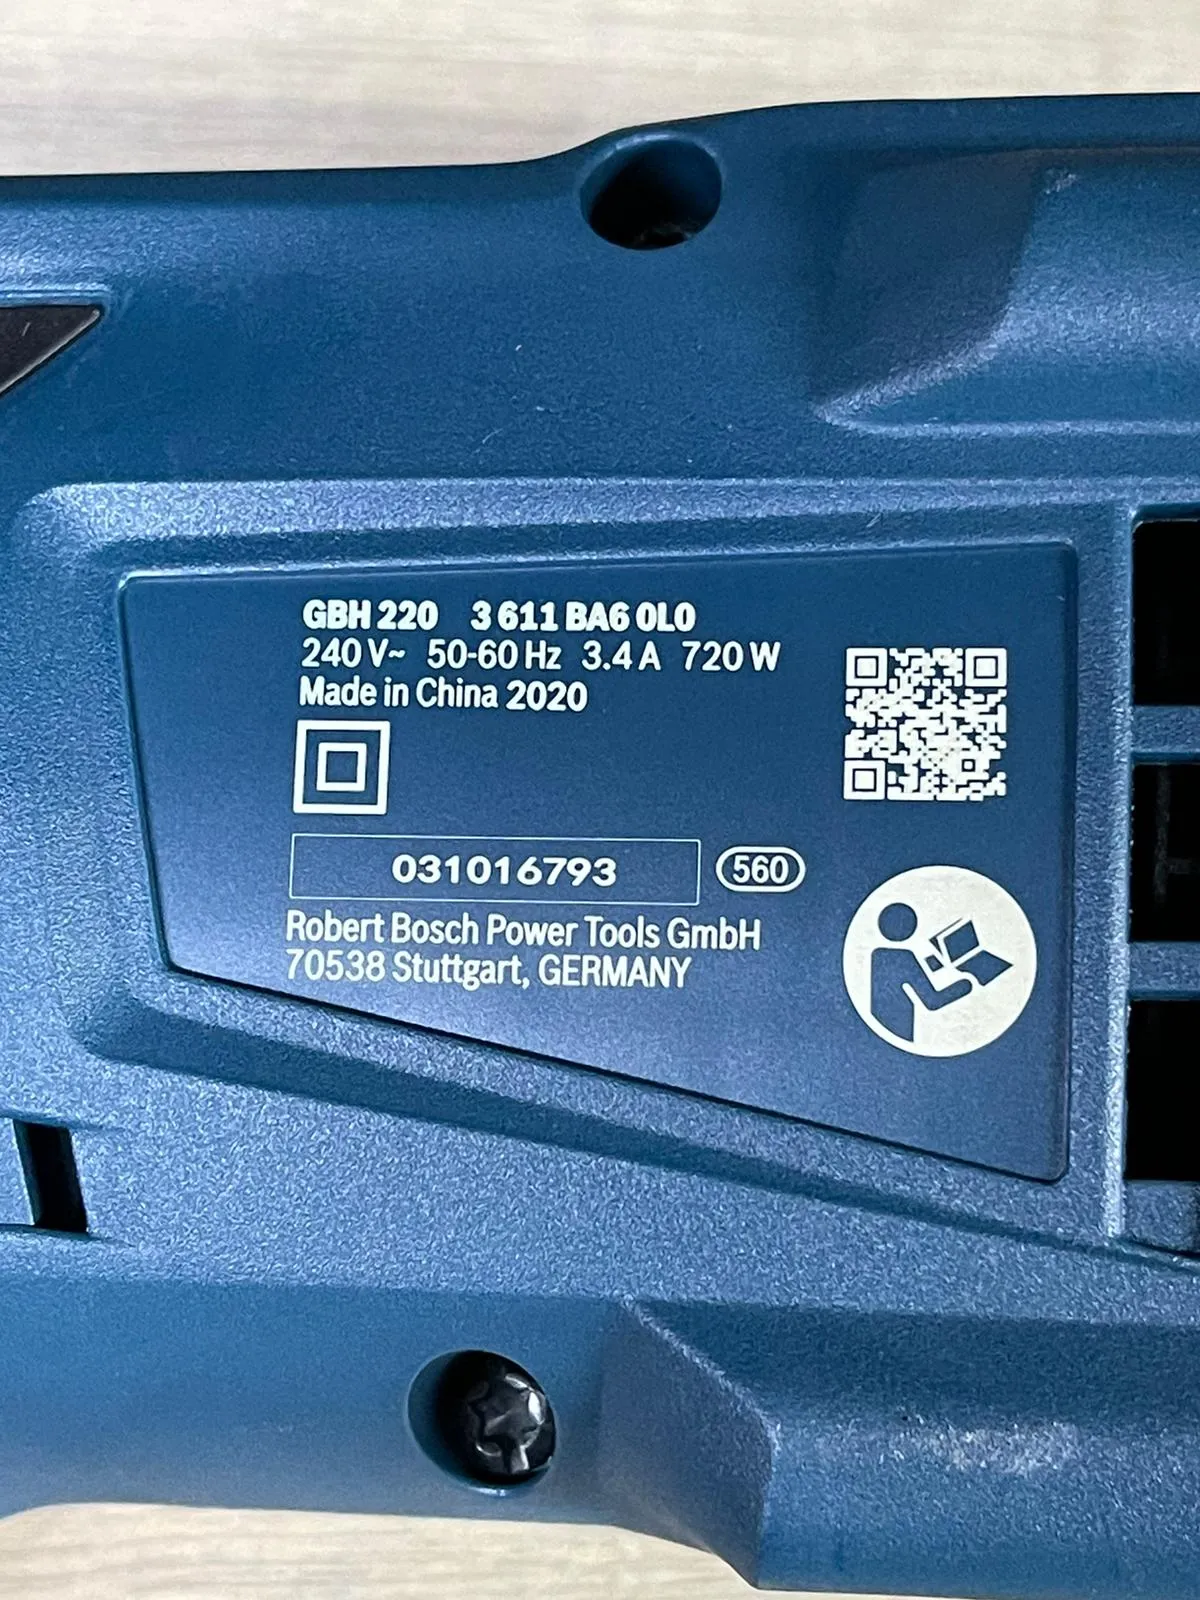 GBH 220 3 611 BA6 0L0
240 V~ 50-60 Hz 3.4 A 720 W
Made in China 2020
031016793 560
Robert Bosch Power Tools GmbH
70538 Stuttgart, GERMANY